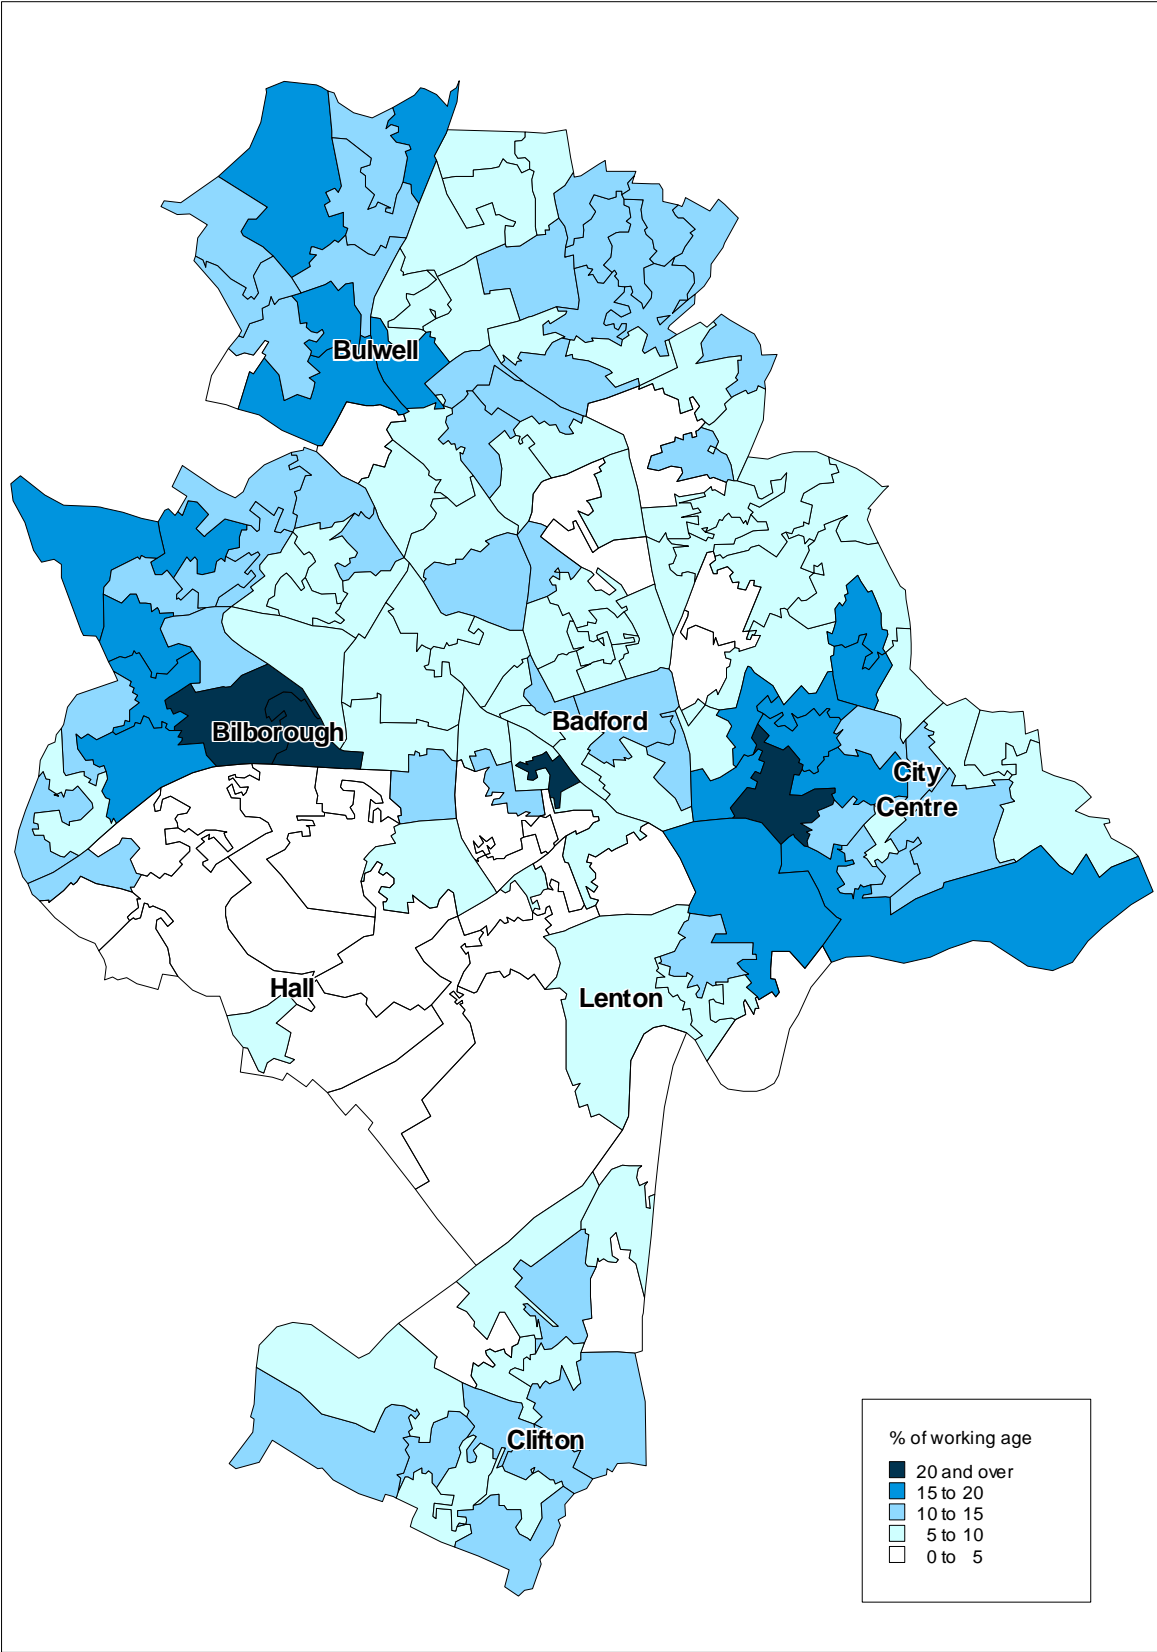 Bulwell
Bilborough
Badford
City
Centre
Hall
Lenton
Clifton
% of working age
20 and over
15 to 20
10 to 15
5 to 10
0 to 5